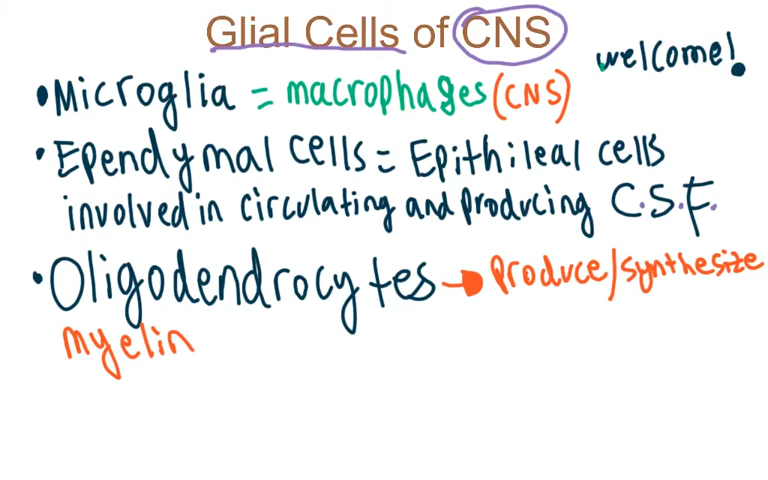 Glial Cells of CNS
welcome!
• Microglia = macrophages (CNS)
• Ependymal cells = Epithileal cells
involved in circulating and producing C.S.F.
• Oligodendrocytes → Produce/synthesize
myelin